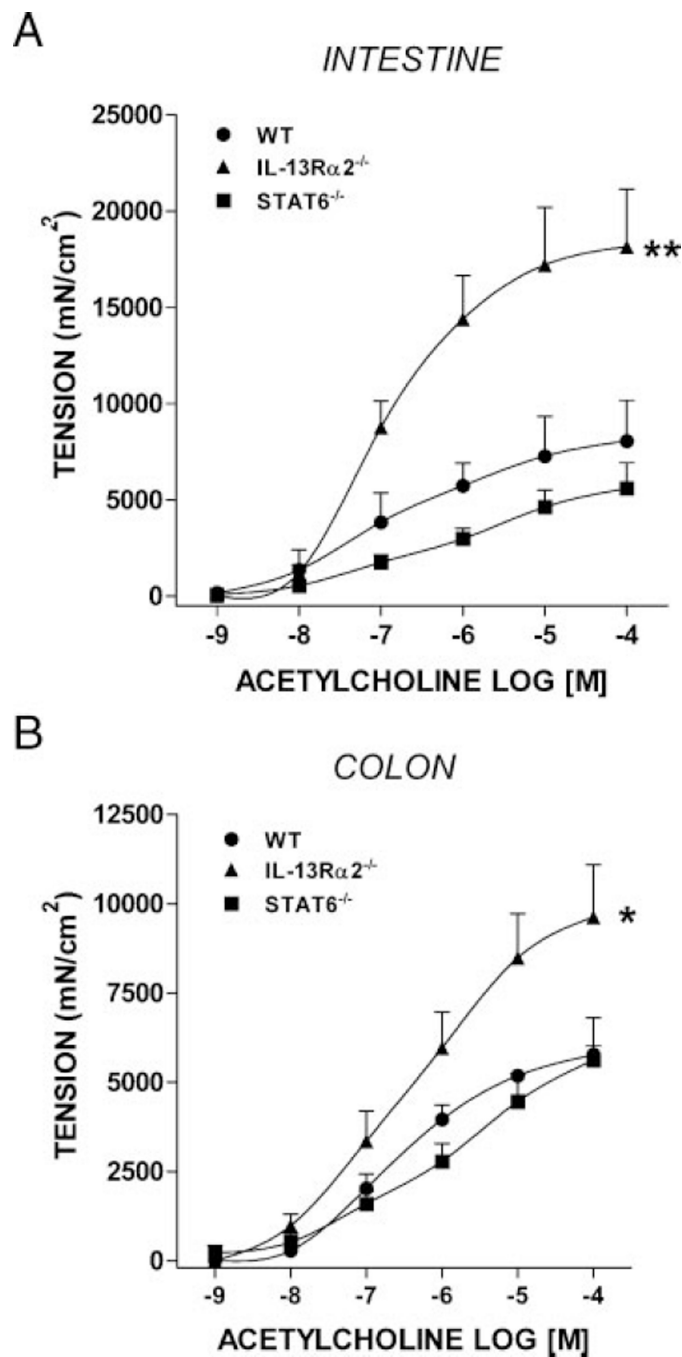 A
INTESTINE
25000
20000
15000
10000
5000
0
TENSION (mN/cm²)
WT
IL-13Rα2⁻/⁻
STAT6⁻/⁻
**
-9 -8 -7 -6 -5 -4
ACETYLCHOLINE LOG [M]
B
COLON
12500
10000
7500
5000
2500
0
TENSION (mN/cm²)
WT
IL-13Rα2⁻/⁻
STAT6⁻/⁻
*
-9 -8 -7 -6 -5 -4
ACETYLCHOLINE LOG [M]